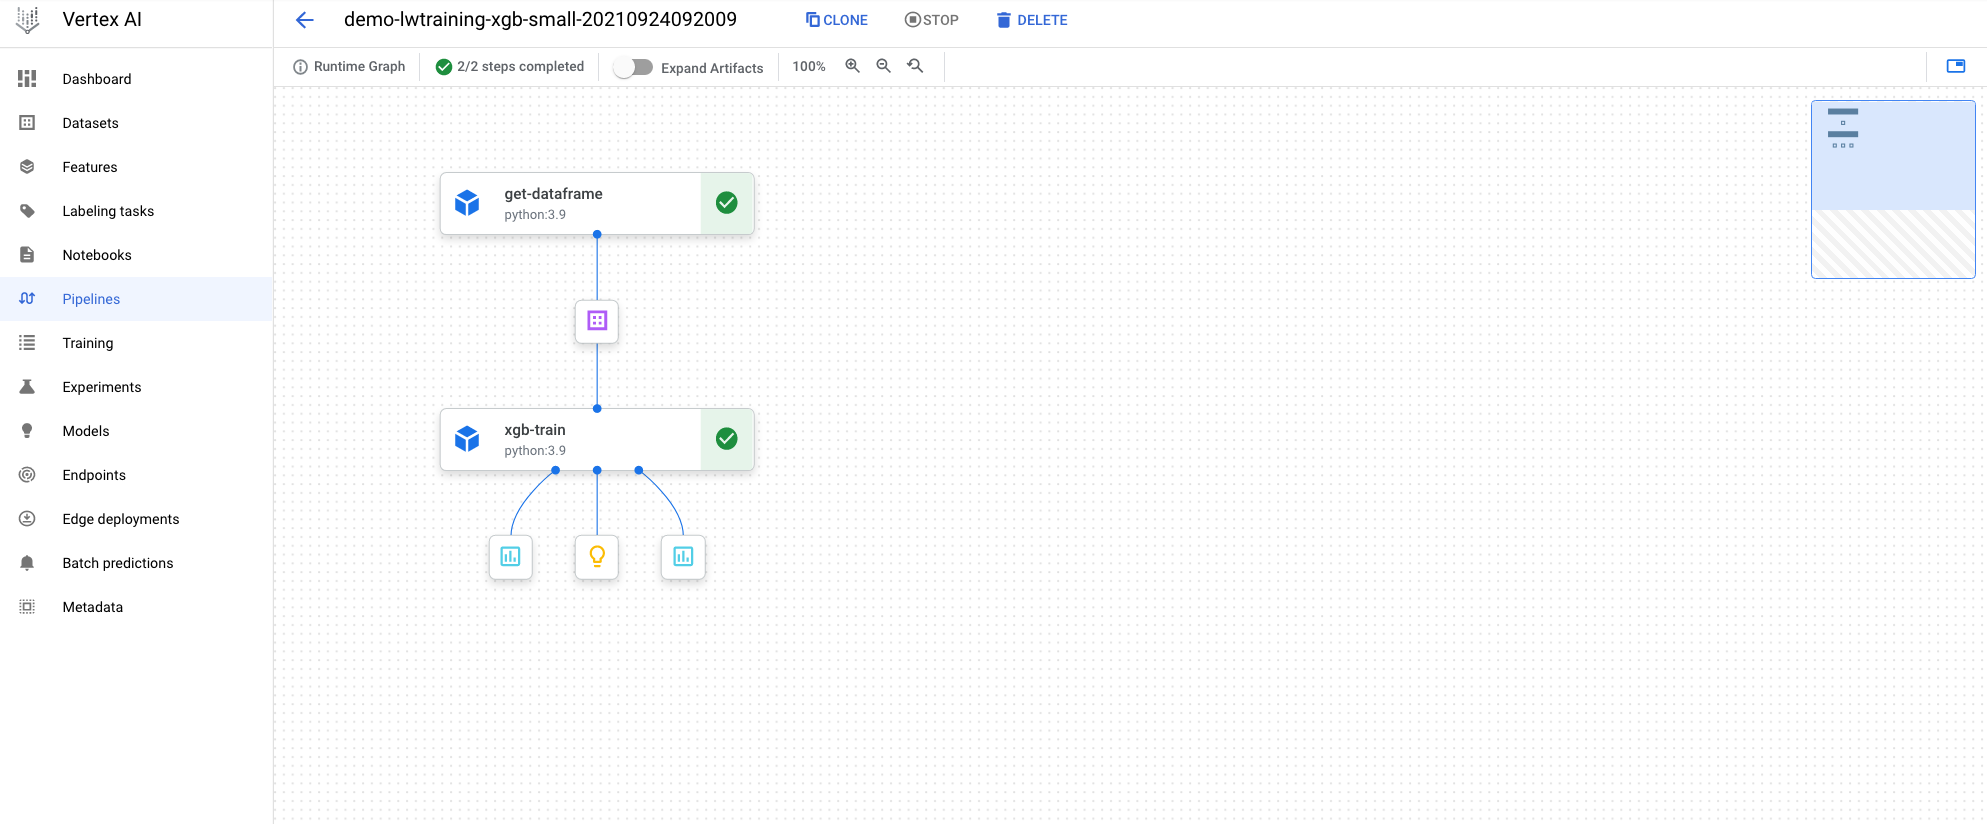 Vertex AI
demo-lwtraining-xgb-small-20210924092009
CLONE
STOP
DELETE
Runtime Graph
2/2 steps completed
Expand Artifacts
100%
Dashboard
Datasets
Features
Labeling tasks
Notebooks
Pipelines
Training
Experiments
Models
Endpoints
Edge deployments
Batch predictions
Metadata
get-dataframe
python:3.9
xgb-train
python:3.9